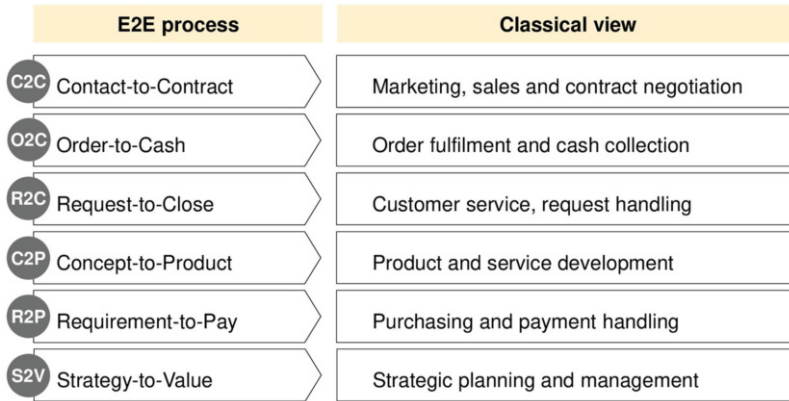 E2E process Classical view
C2C Contact-to-Contract Marketing, sales and contract negotiation
O2C Order-to-Cash Order fulfilment and cash collection
R2C Request-to-Close Customer service, request handling
C2P Concept-to-Product Product and service development
R2P Requirement-to-Pay Purchasing and payment handling
S2V Strategy-to-Value Strategic planning and management